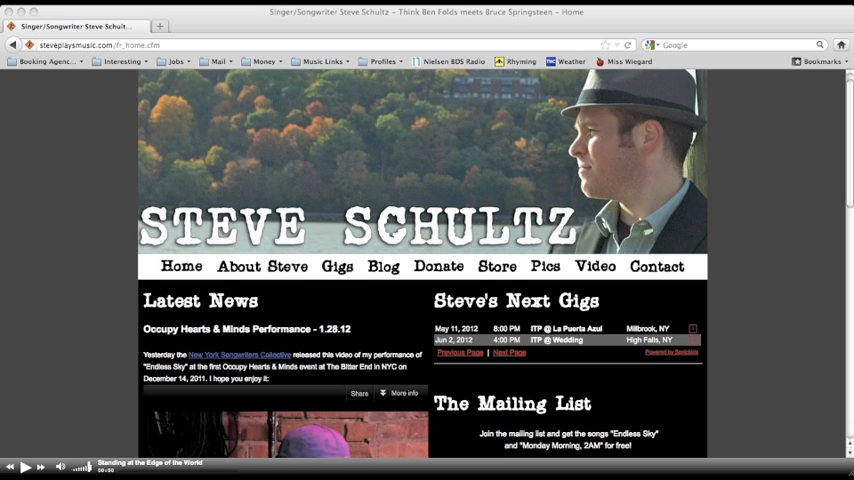 Singer/Songwriter Steve Schultz – Think Ben Folds meets Bruce Springsteen – Home
Singer/Songwriter Steve Schult...
steveplaysmusic.com/fr_home.cfm
Google
Booking Agenc... Interesting Jobs Mail Money Music Links Profiles Nielsen BDS Radio Rhyming Weather Miss Wiegard Bookmarks
STEVE SCHULTZ
Home About Steve Gigs Blog Donate Store Pics Video Contact
Latest News
Occupy Hearts & Minds Performance - 1.28.12
Yesterday the New York Songwriters Collective released this video of my performance of
"Endless Sky" at the first Occupy Hearts & Minds event at The Bitter End in NYC on
December 14, 2011. I hope you enjoy it:
Share More info
Steve's Next Gigs
May 11, 2012 8:00 PM ITP @ La Puerta Azul Millbrook, NY
Jun 2, 2012 4:00 PM ITP @ Wedding High Falls, NY
Previous Page | Next Page Powered by Sonicbids
The Mailing List
Join the mailing list and get the songs "Endless Sky"
and "Monday Morning, 2AM" for free!
Standing at the Edge of the World
00:00